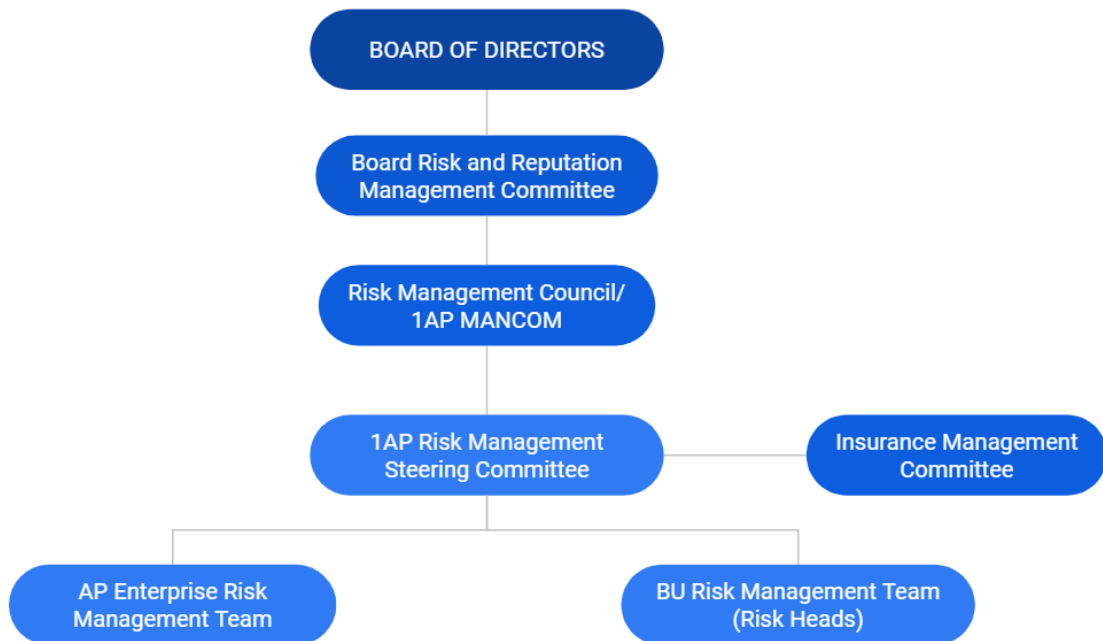 BOARD OF DIRECTORS
Board Risk and Reputation
Management Committee
Risk Management Council/
1AP MANCOM
1AP Risk Management
Steering Committee
Insurance Management
Committee
AP Enterprise Risk
Management Team
BU Risk Management Team
(Risk Heads)